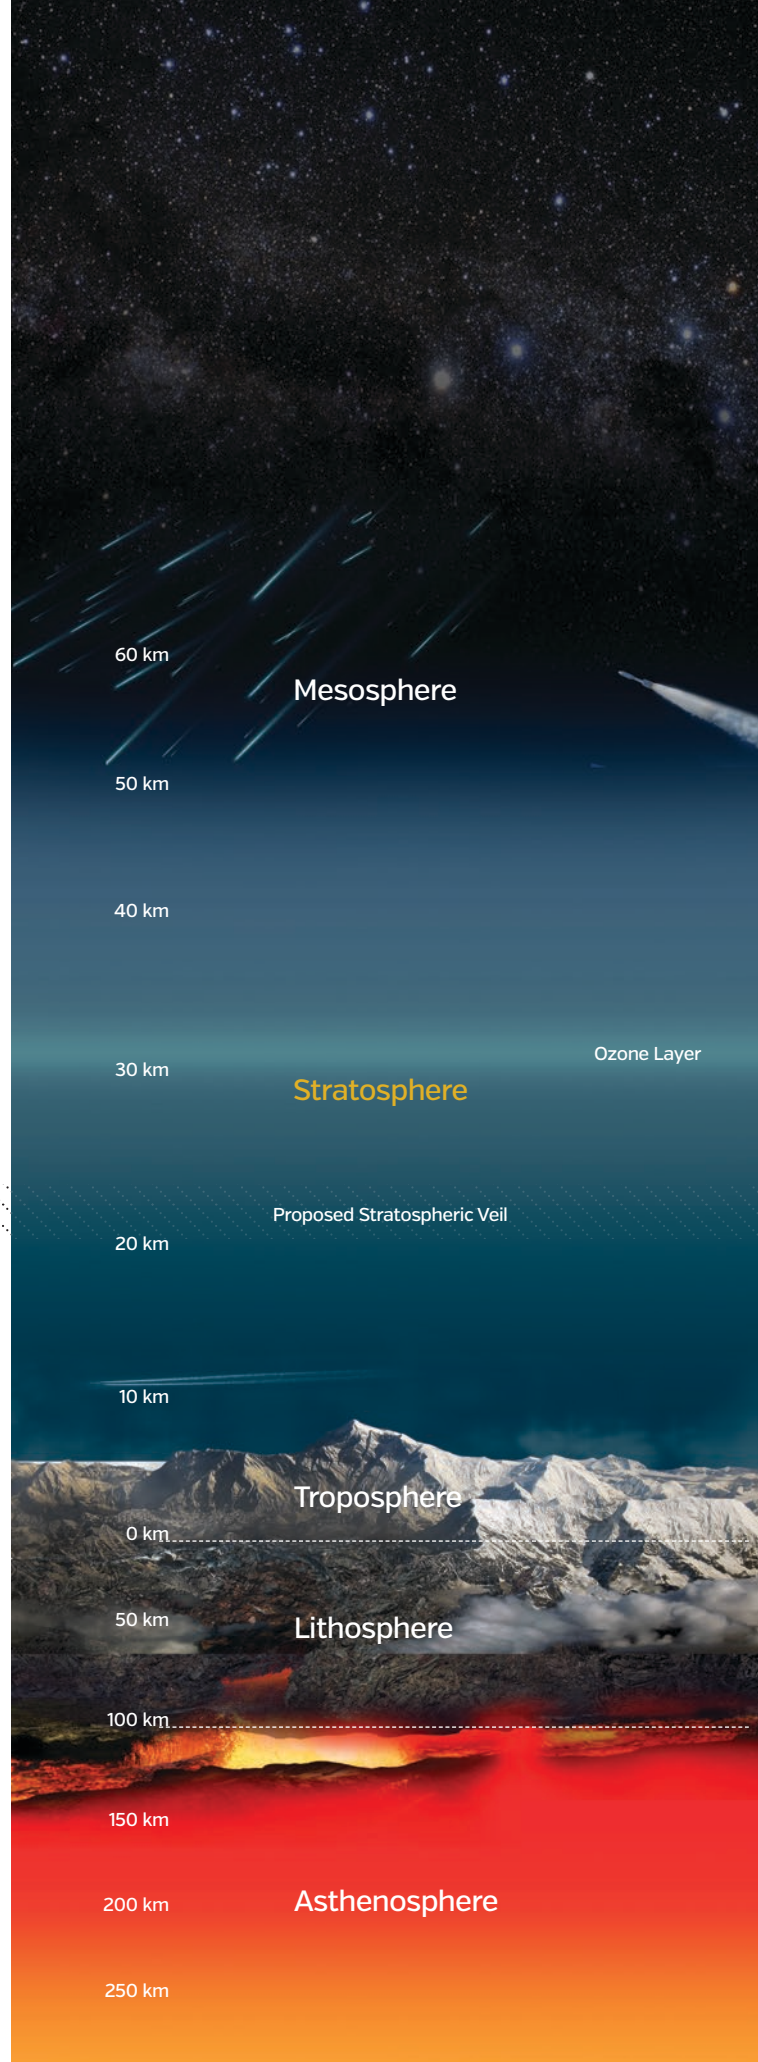 60 km
Mesosphere
50 km
40 km
Ozone Layer
30 km
Stratosphere
Proposed Stratospheric Veil
20 km
10 km
Troposphere
0 km
50 km
Lithosphere
100 km
150 km
200 km
Asthenosphere
250 km